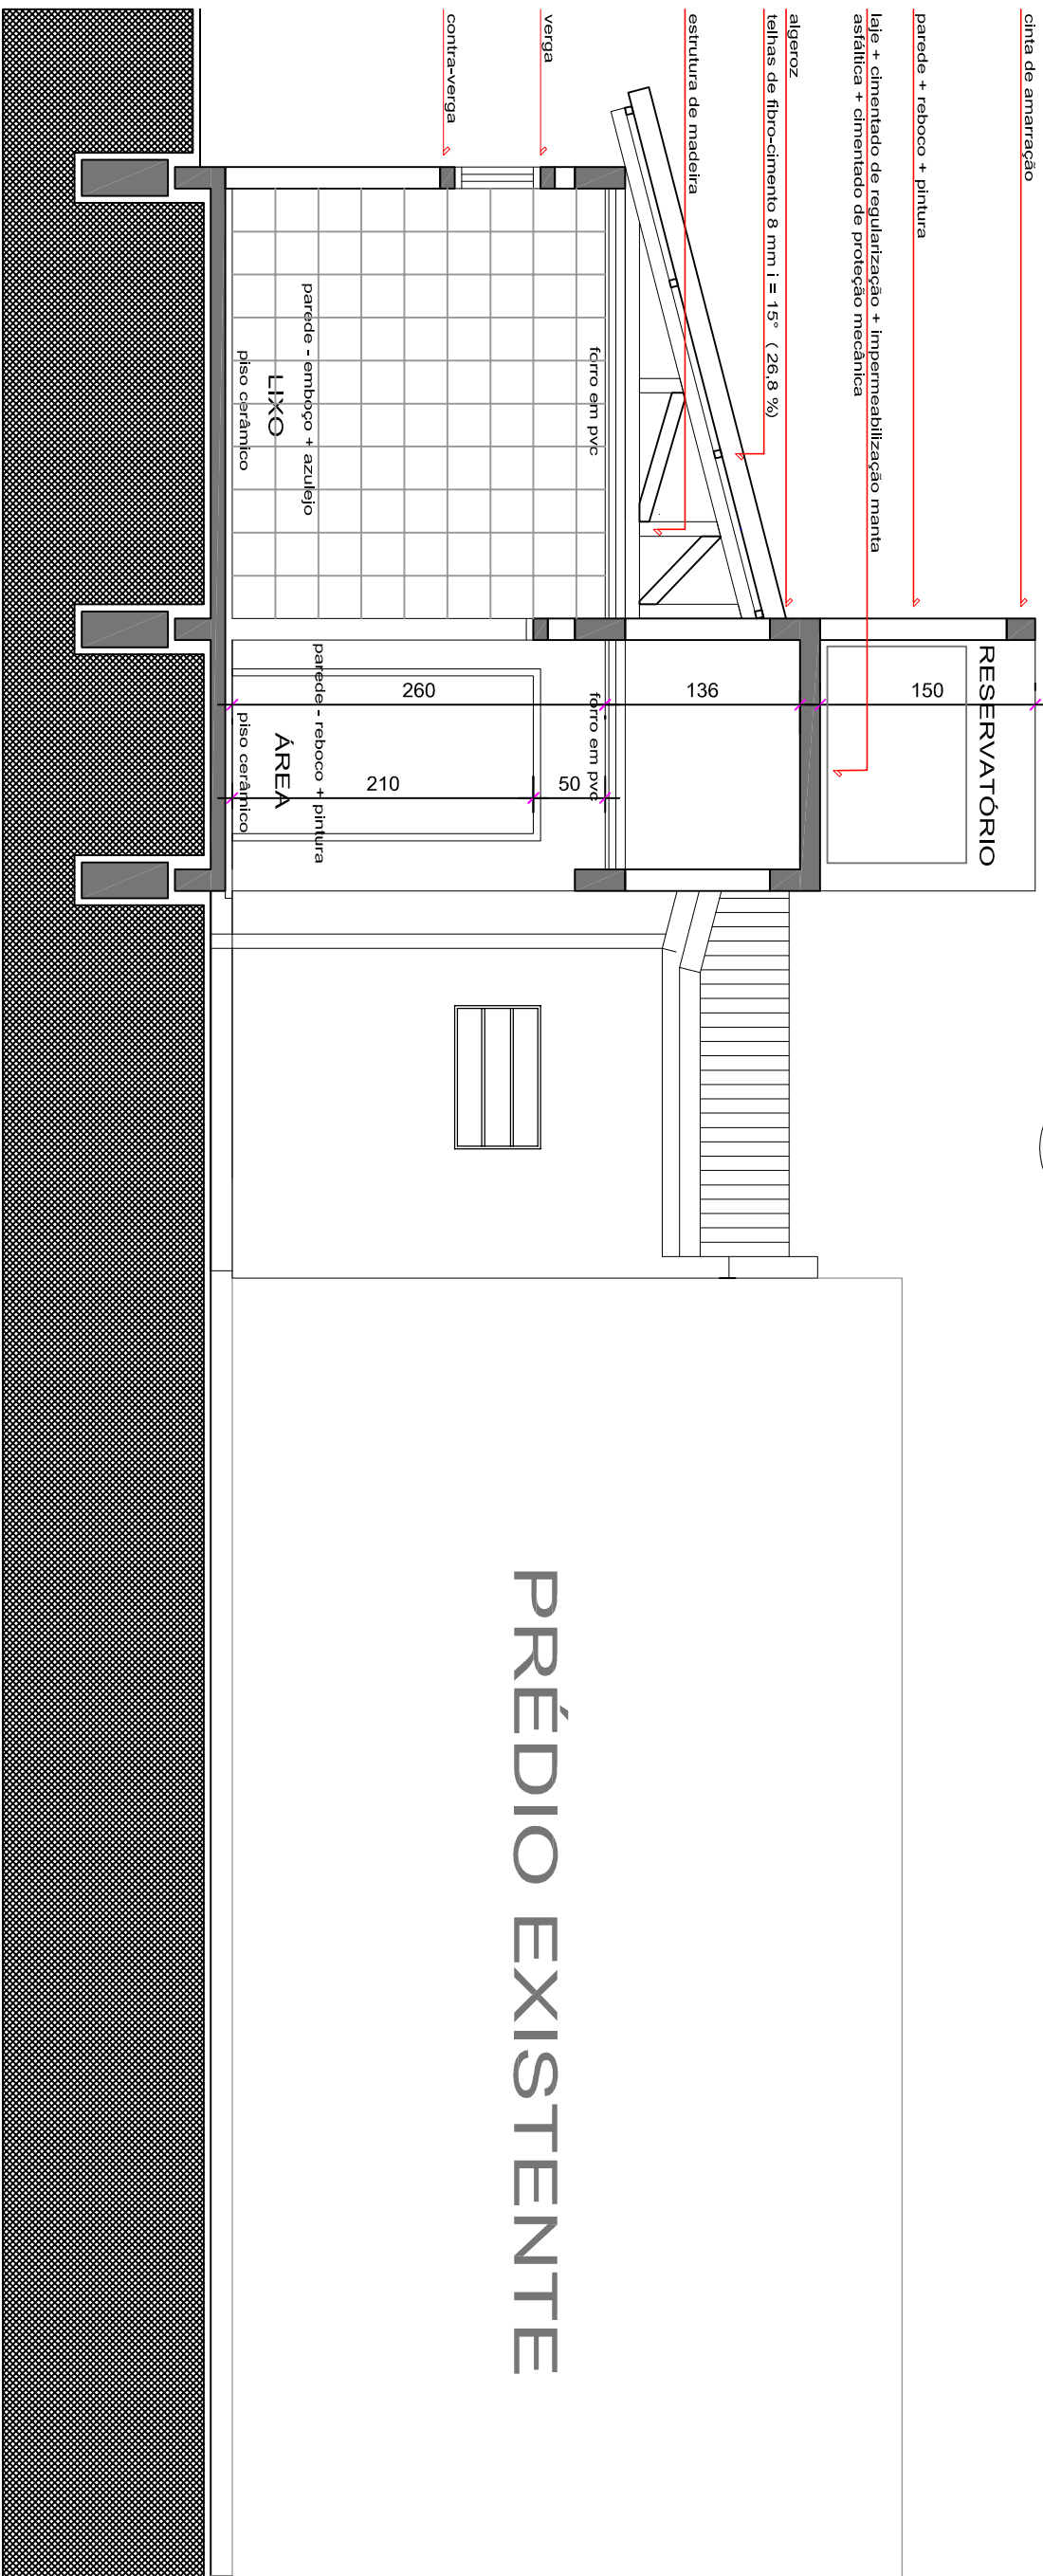 cinta de amarração
parede + reboco + pintura
laje + cimentado de regularização + impermeabilização manta
asfáltica + cimentado de proteção mecânica
algeroz
telhas de fibro-cimento 8 mm i = 15° (26,8 %)
estrutura de madeira
verga
contra-verga
RESERVATÓRIO
150
136
260
50
210
forro em pvc
forro em pvc
parede - emboço + azulejo
LIXO
piso cerâmico
parede - reboco + pintura
ÁREA
piso cerâmico
PRÉDIO EXISTENTE